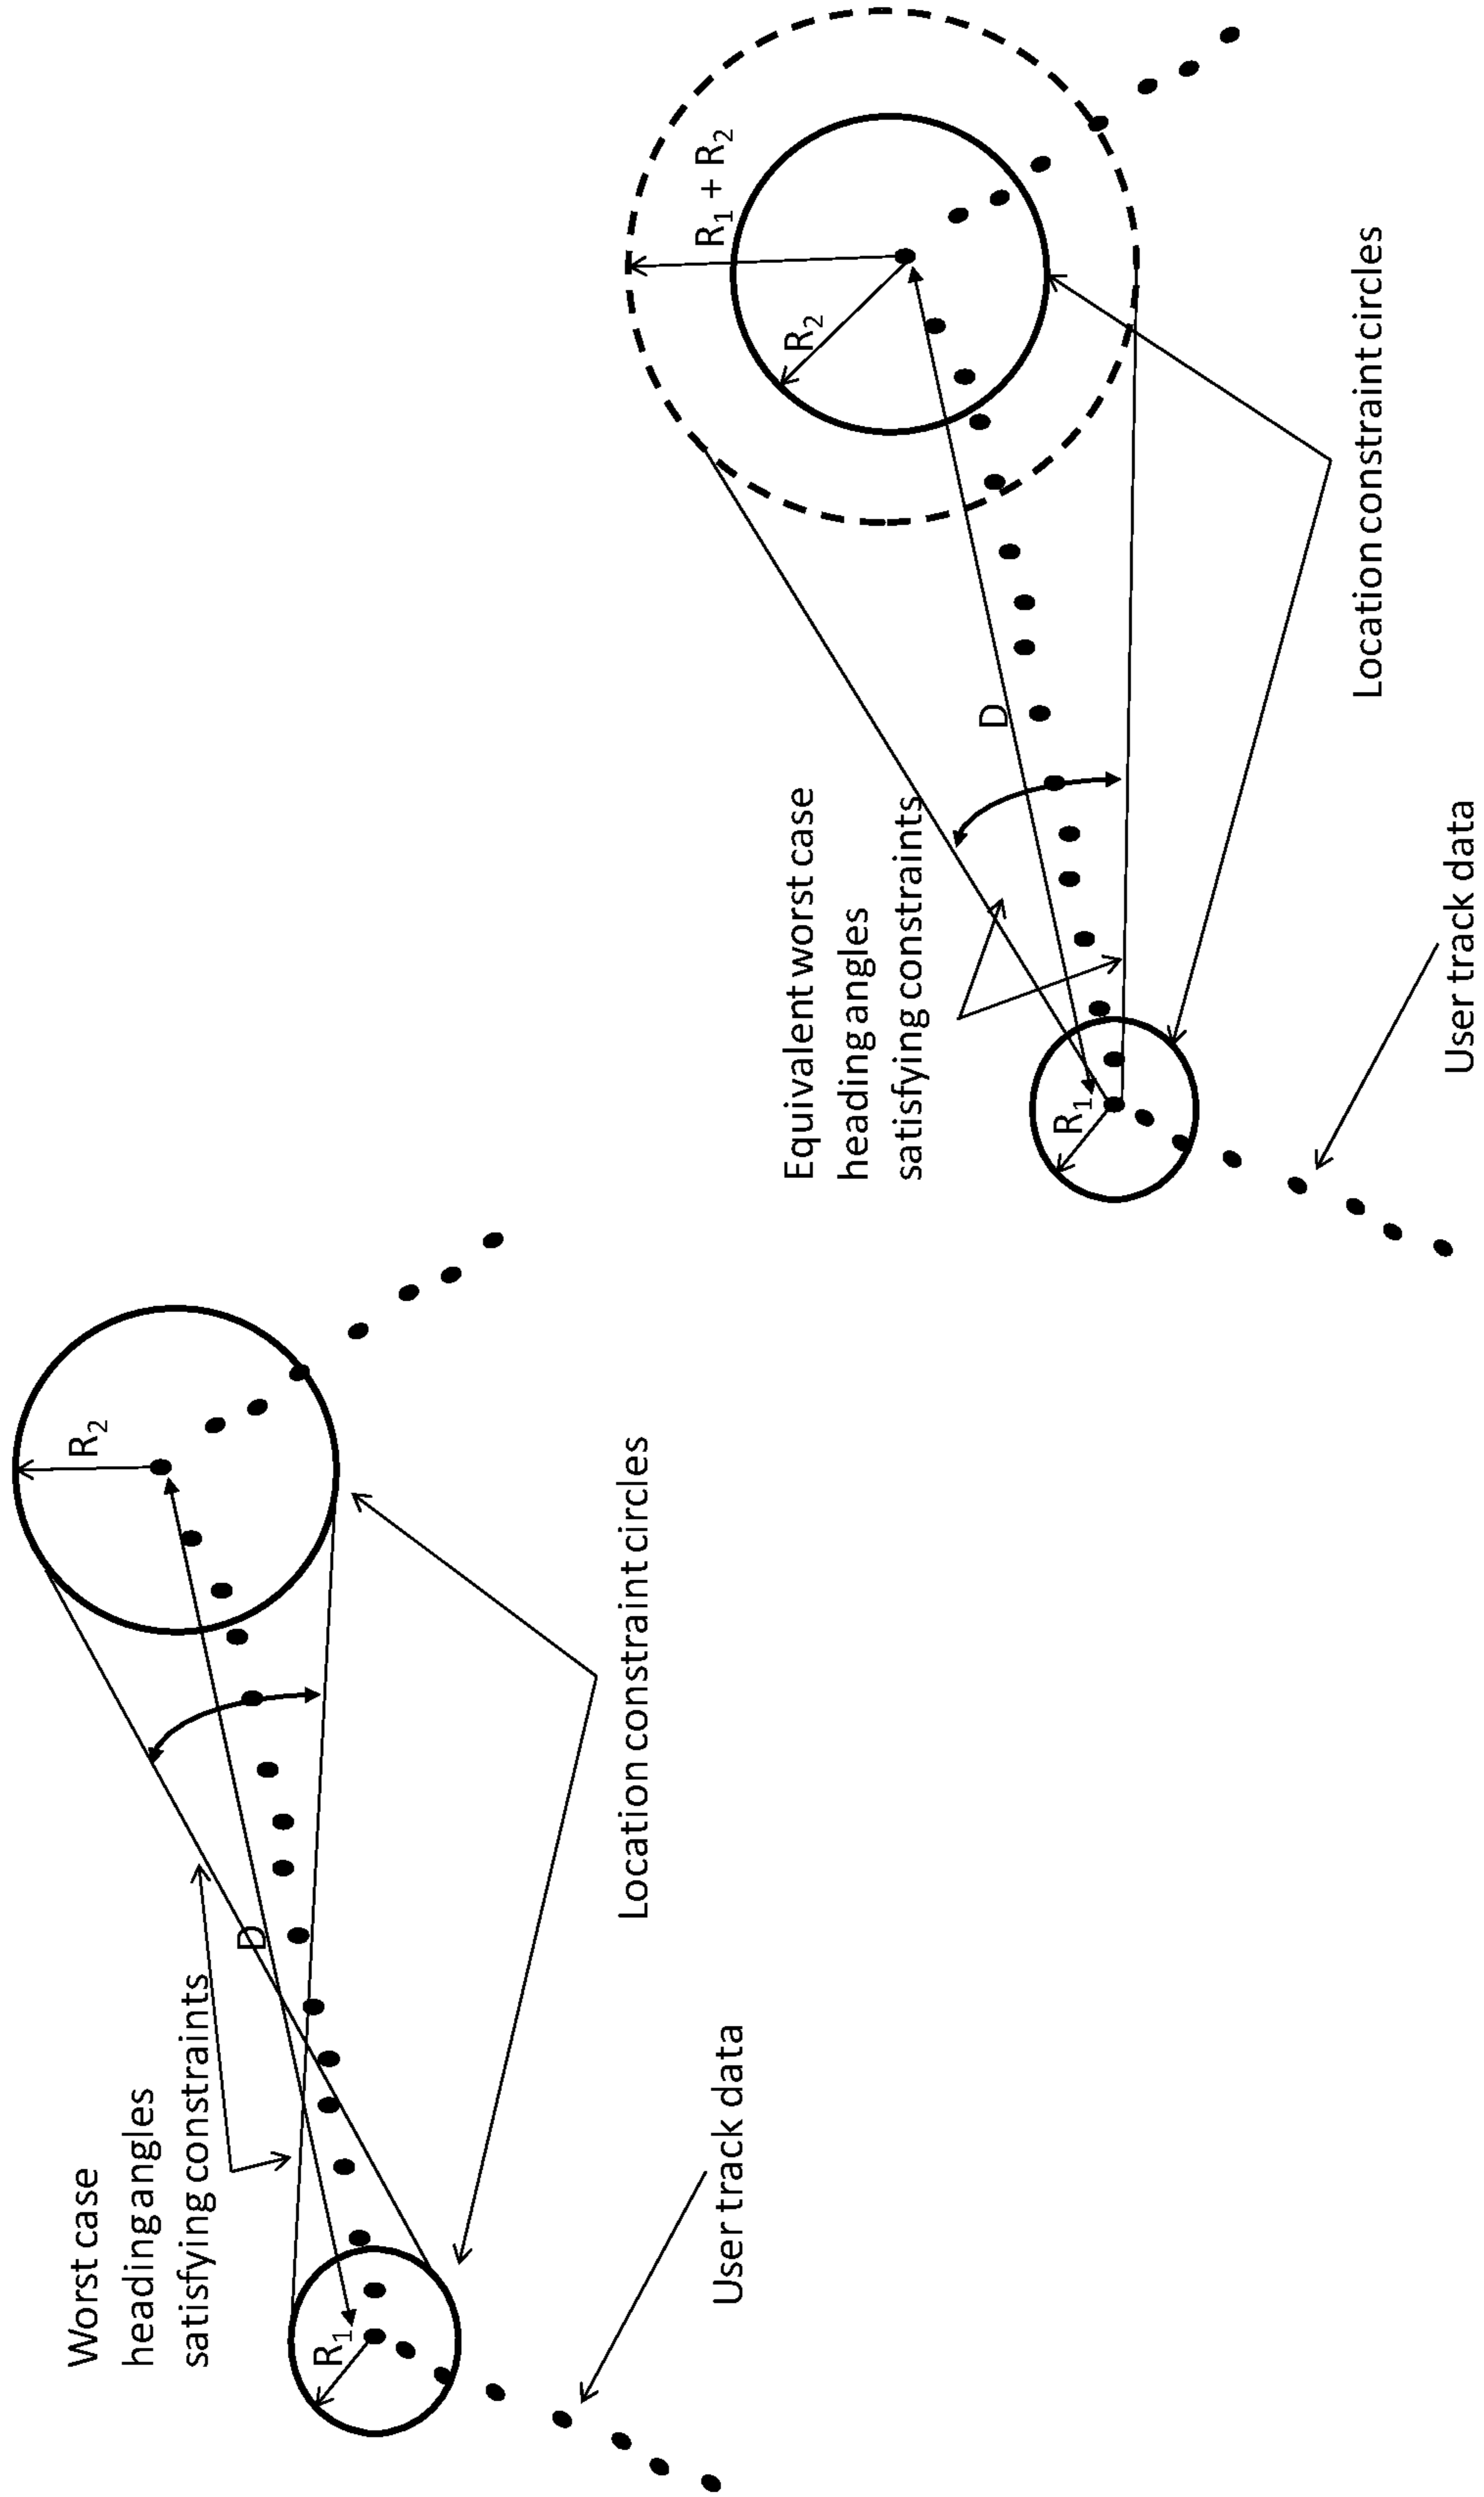 Worst case
heading angles
satisfying constraints
R2
D
R1
Location constraint circles
User track data
R1 + R2
R2
Equivalent worst case
heading angles
satisfying constraints
D
R1
Location constraint circles
User track data